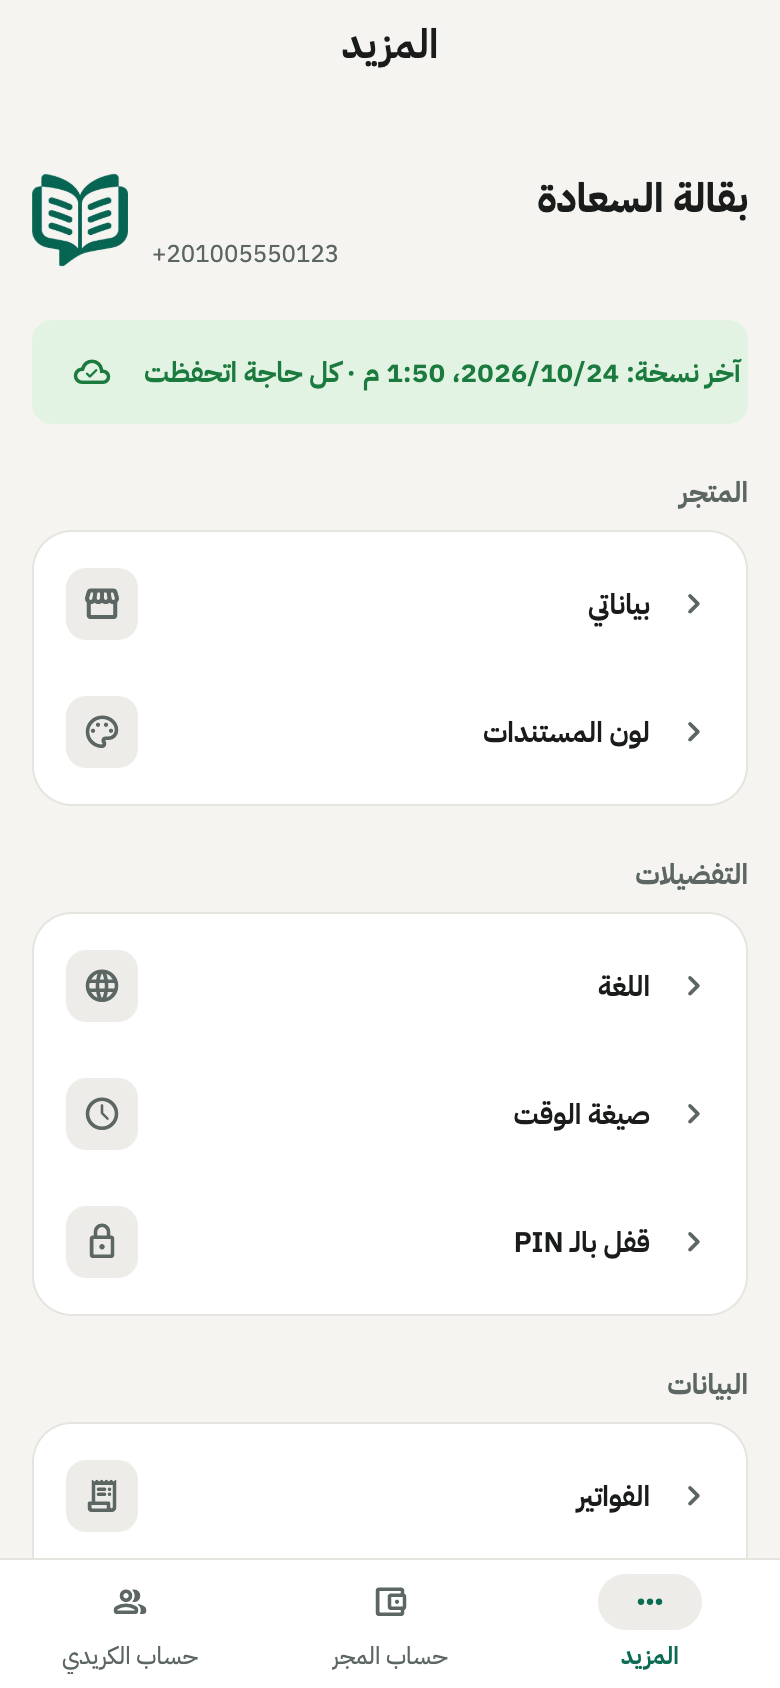 المزيد
بقالة السعادة
+201005550123
آخر نسخة: 2026/10/24، 1:50 م · كل حاجة اتحفظت
المتجر
بياناتي
لون المستندات
التفضيلات
اللغة
صيغة الوقت
قفل بالـ PIN
البيانات
الفواتير
المزيد
حساب المجر
حساب الكريدي